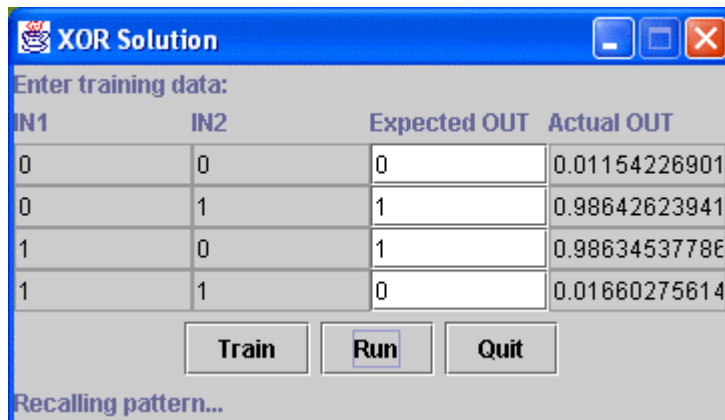 XOR Solution
Enter training data:
IN1 IN2 Expected OUT Actual OUT
0 0 0 0.01154226901
0 1 1 0.98642623941
1 0 1 0.9863453778
1 1 0 0.01660275614
Train Run Quit
Recalling pattern...